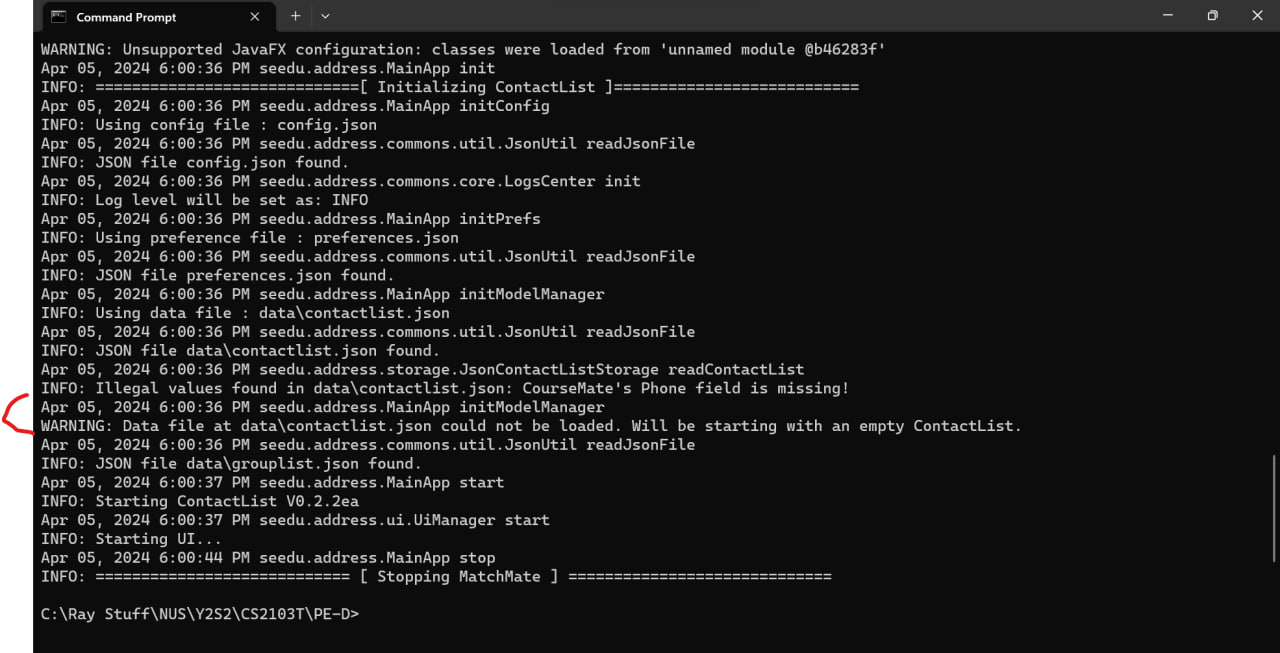 Command Prompt
WARNING: Unsupported JavaFX configuration: classes were loaded from 'unnamed module @b46283f'
Apr 05, 2024 6:00:36 PM seedu.address.MainApp init
INFO: =============================[ Initializing ContactList ]===========================
Apr 05, 2024 6:00:36 PM seedu.address.MainApp initConfig
INFO: Using config file : config.json
Apr 05, 2024 6:00:36 PM seedu.address.commons.util.JsonUtil readJsonFile
INFO: JSON file config.json found.
Apr 05, 2024 6:00:36 PM seedu.address.commons.core.LogsCenter init
INFO: Log level will be set as: INFO
Apr 05, 2024 6:00:36 PM seedu.address.MainApp initPrefs
INFO: Using preference file : preferences.json
Apr 05, 2024 6:00:36 PM seedu.address.commons.util.JsonUtil readJsonFile
INFO: JSON file preferences.json found.
Apr 05, 2024 6:00:36 PM seedu.address.MainApp initModelManager
INFO: Using data file : data\contactlist.json
Apr 05, 2024 6:00:36 PM seedu.address.commons.util.JsonUtil readJsonFile
INFO: JSON file data\contactlist.json found.
Apr 05, 2024 6:00:36 PM seedu.address.storage.JsonContactListStorage readContactList
INFO: Illegal values found in data\contactlist.json: CourseMate's Phone field is missing!
Apr 05, 2024 6:00:36 PM seedu.address.MainApp initModelManager
WARNING: Data file at data\contactlist.json could not be loaded. Will be starting with an empty ContactList.
Apr 05, 2024 6:00:36 PM seedu.address.commons.util.JsonUtil readJsonFile
INFO: JSON file data\grouplist.json found.
Apr 05, 2024 6:00:37 PM seedu.address.MainApp start
INFO: Starting ContactList V0.2.2ea
Apr 05, 2024 6:00:37 PM seedu.address.ui.UiManager start
INFO: Starting UI...
Apr 05, 2024 6:00:44 PM seedu.address.MainApp stop
INFO: ============================ [ Stopping MatchMate ] =============================
C:\Ray Stuff\NUS\Y2S2\CS2103T\PE-D>